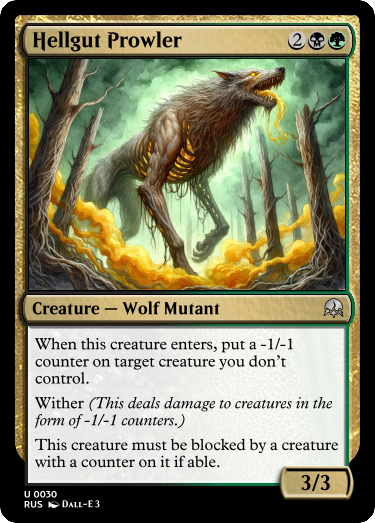 Hellgut Prowler 2
Creature — Wolf Mutant
When this creature enters, put a -1/-1
counter on target creature you don't
control.
Wither (This deals damage to creatures in the
form of -1/-1 counters.)
This creature must be blocked by a creature
with a counter on it if able.
3/3
U 0030
RUS DALL-E 3